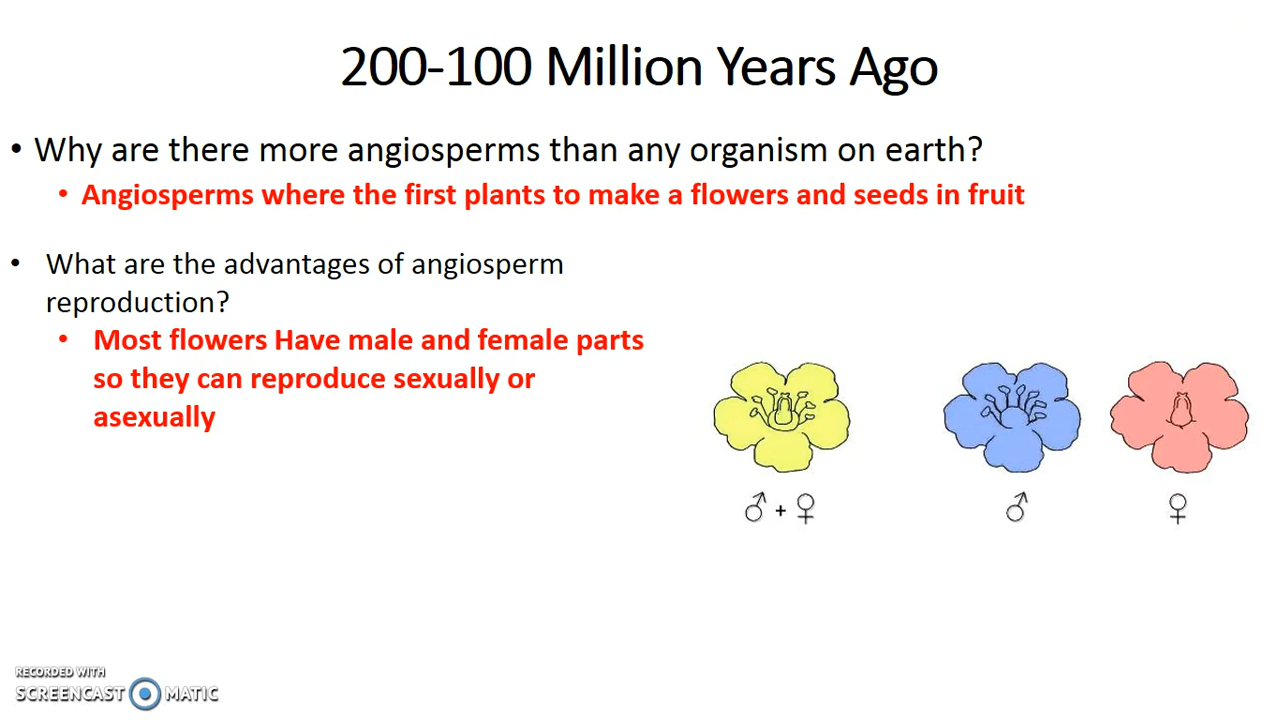 200-100 Million Years Ago
• Why are there more angiosperms than any organism on earth?
• Angiosperms where the first plants to make a flowers and seeds in fruit
• What are the advantages of angiosperm
reproduction?
• Most flowers Have male and female parts
so they can reproduce sexually or
asexually
♂ + ♀
♂
♀
RECORDED WITH
SCREENCAST MATIC